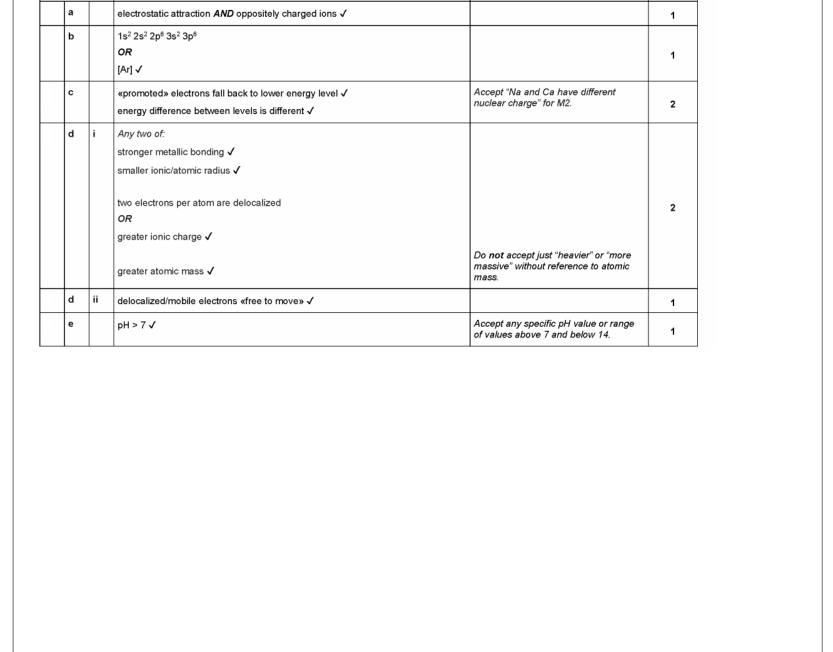 a electrostatic attraction AND oppositely charged ions ✓ 1
b 1s² 2s² 2p⁶ 3s² 3p⁶
OR
[Ar] ✓
1
c «promoted» electrons fall back to lower energy level ✓
energy difference between levels is different ✓
Accept "Na and Ca have different
nuclear charge" for M2.
2
d i Any two of:
stronger metallic bonding ✓
smaller ionic/atomic radius ✓
two electrons per atom are delocalized
OR
greater ionic charge ✓
greater atomic mass ✓
Do not accept just "heavier" or "more
massive" without reference to atomic
mass.
2
d ii delocalized/mobile electrons «free to move» ✓ 1
e pH > 7 ✓
Accept any specific pH value or range
of values above 7 and below 14.
1